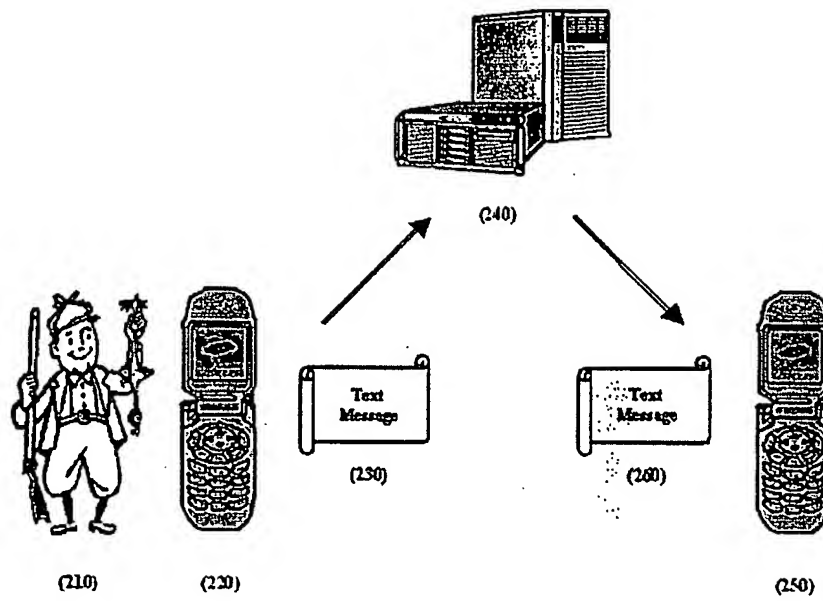 (240)
Text
Message
(230)
Text
Message
(260)
(210)
(220)
(250)